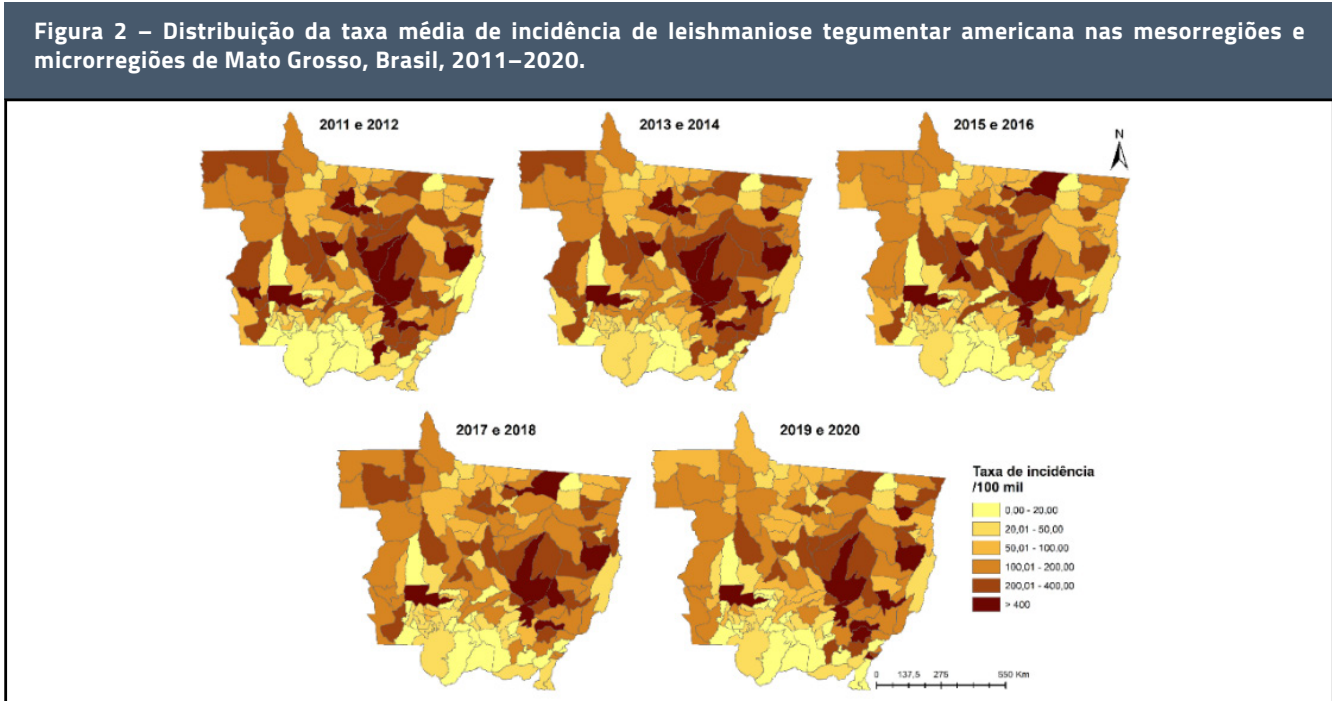 Figura 2 – Distribuição da taxa média de incidência de leishmaniose tegumentar americana nas mesorregiões e
microrregiões de Mato Grosso, Brasil, 2011–2020.
2011 e 2012
2013 e 2014
2015 e 2016
N
2017 e 2018
2019 e 2020
Taxa de incidência
/100 mil
0,00 - 20,00
20,01 - 50,00
50,01 - 100,00
100,01 - 200,00
200,01 - 400,00
> 400
0 137,5 275 550 Km